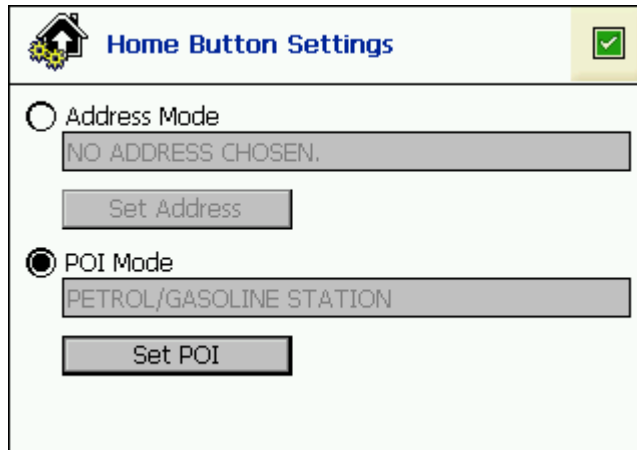 Home Button Settings
Address Mode
NO ADDRESS CHOSEN.
Set Address
POI Mode
PETROL/GASOLINE STATION
Set POI